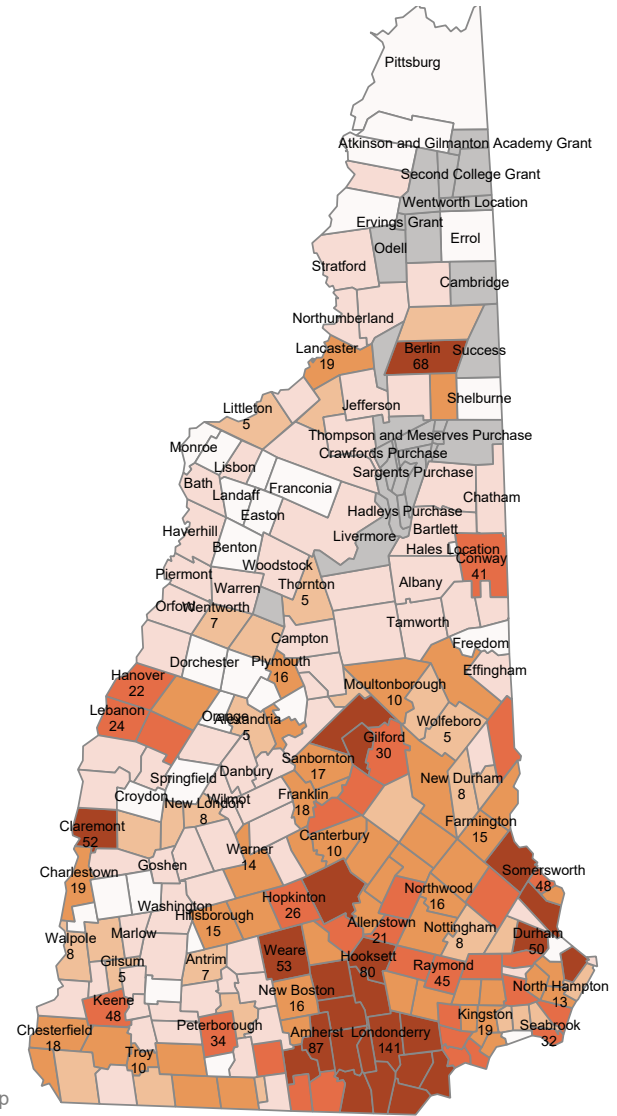 Pittsburg
Atkinson and Gilmanton Academy Grant
Second College Grant
Wentworth Location
Ervings Grant
Errol
Odell
Stratford
Cambridge
Northumberland
Lancaster
19
Berlin
68
Success
Shelburne
Jefferson
Littleton
5
Thompson and Meserves Purchase
Monroe
Crawfords Purchase
Lisbon
Sargents Purchase
Bath
Landaff
Franconia
Chatham
Easton
Hadleys Purchase
Haverhill
Livermore
Bartlett
Benton
Hales Location
Conway
41
Woodstock
Piermont
Warren
Thornton
5
Albany
Orford
Wentworth
7
Tamworth
Campton
Freedom
Dorchester
Plymouth
16
Effingham
Hanover
22
Moultonborough
10
Lebanon
24
Orange
Alexandria
5
Wolfeboro
5
Gilford
30
Sanbornton
17
Springfield
Danbury
New Durham
8
Croydon
New London
8
Wilmot
Franklin
18
Claremont
52
Farmington
15
Canterbury
10
Warner
14
Goshen
Charlestown
19
Somersworth
48
Northwood
16
Hopkinton
26
Washington
Hillsborough
15
Allenstown
21
Nottingham
8
Durham
50
Marlow
Walpole
8
Weare
53
Hooksett
80
Gilsum
5
Antrim
7
Raymond
45
North Hampton
13
New Boston
16
Keene
48
Kingston
19
Seabrook
32
Chesterfield
18
Peterborough
34
Amherst
87
Londonderry
141
Troy
10
p